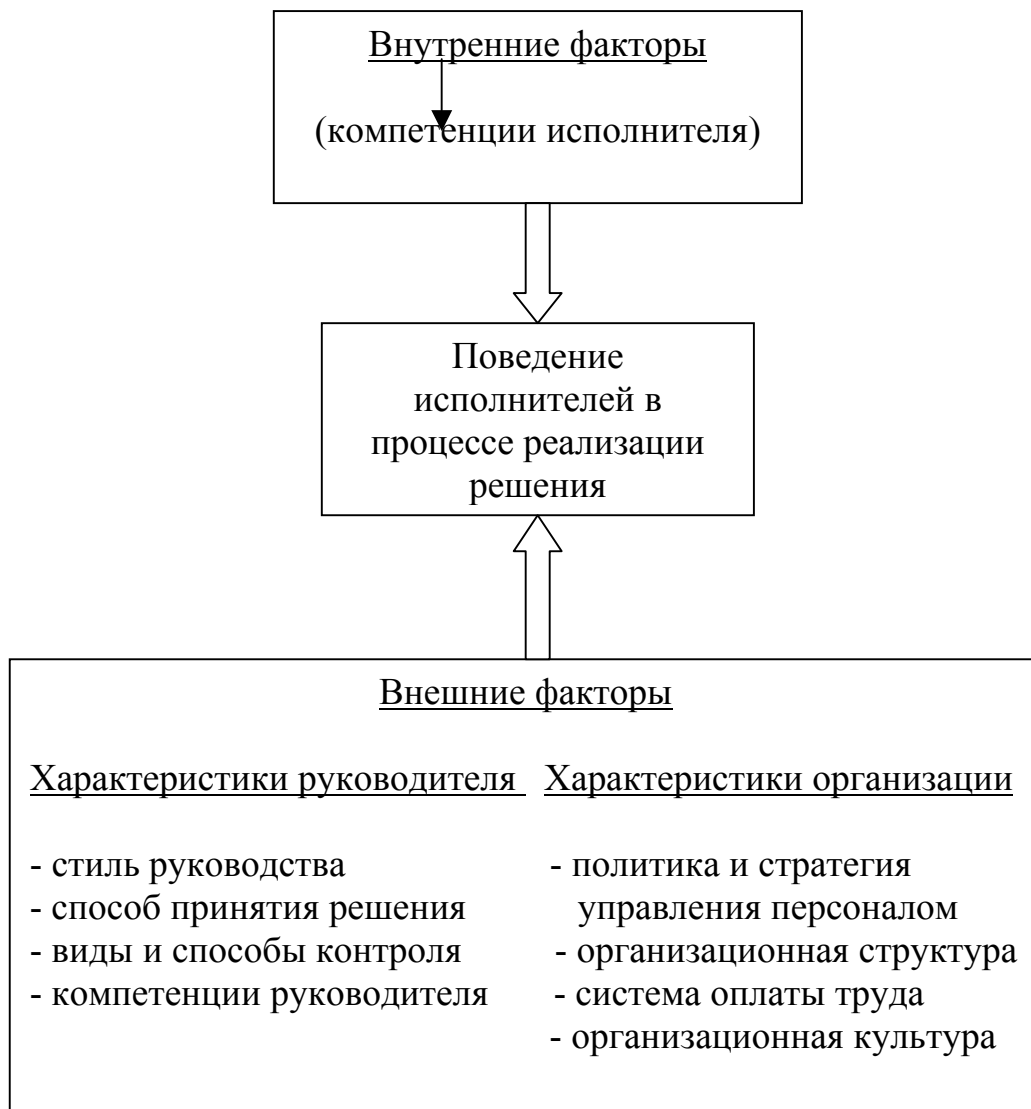 Внутренние факторы
(компетенции исполнителя)
Поведение
исполнителей в
процессе реализации
решения
Внешние факторы
Характеристики руководителя
- стиль руководства
- способ принятия решения
- виды и способы контроля
- компетенции руководителя
Характеристики организации
- политика и стратегия
управления персоналом
- организационная структура
- система оплаты труда
- организационная культура